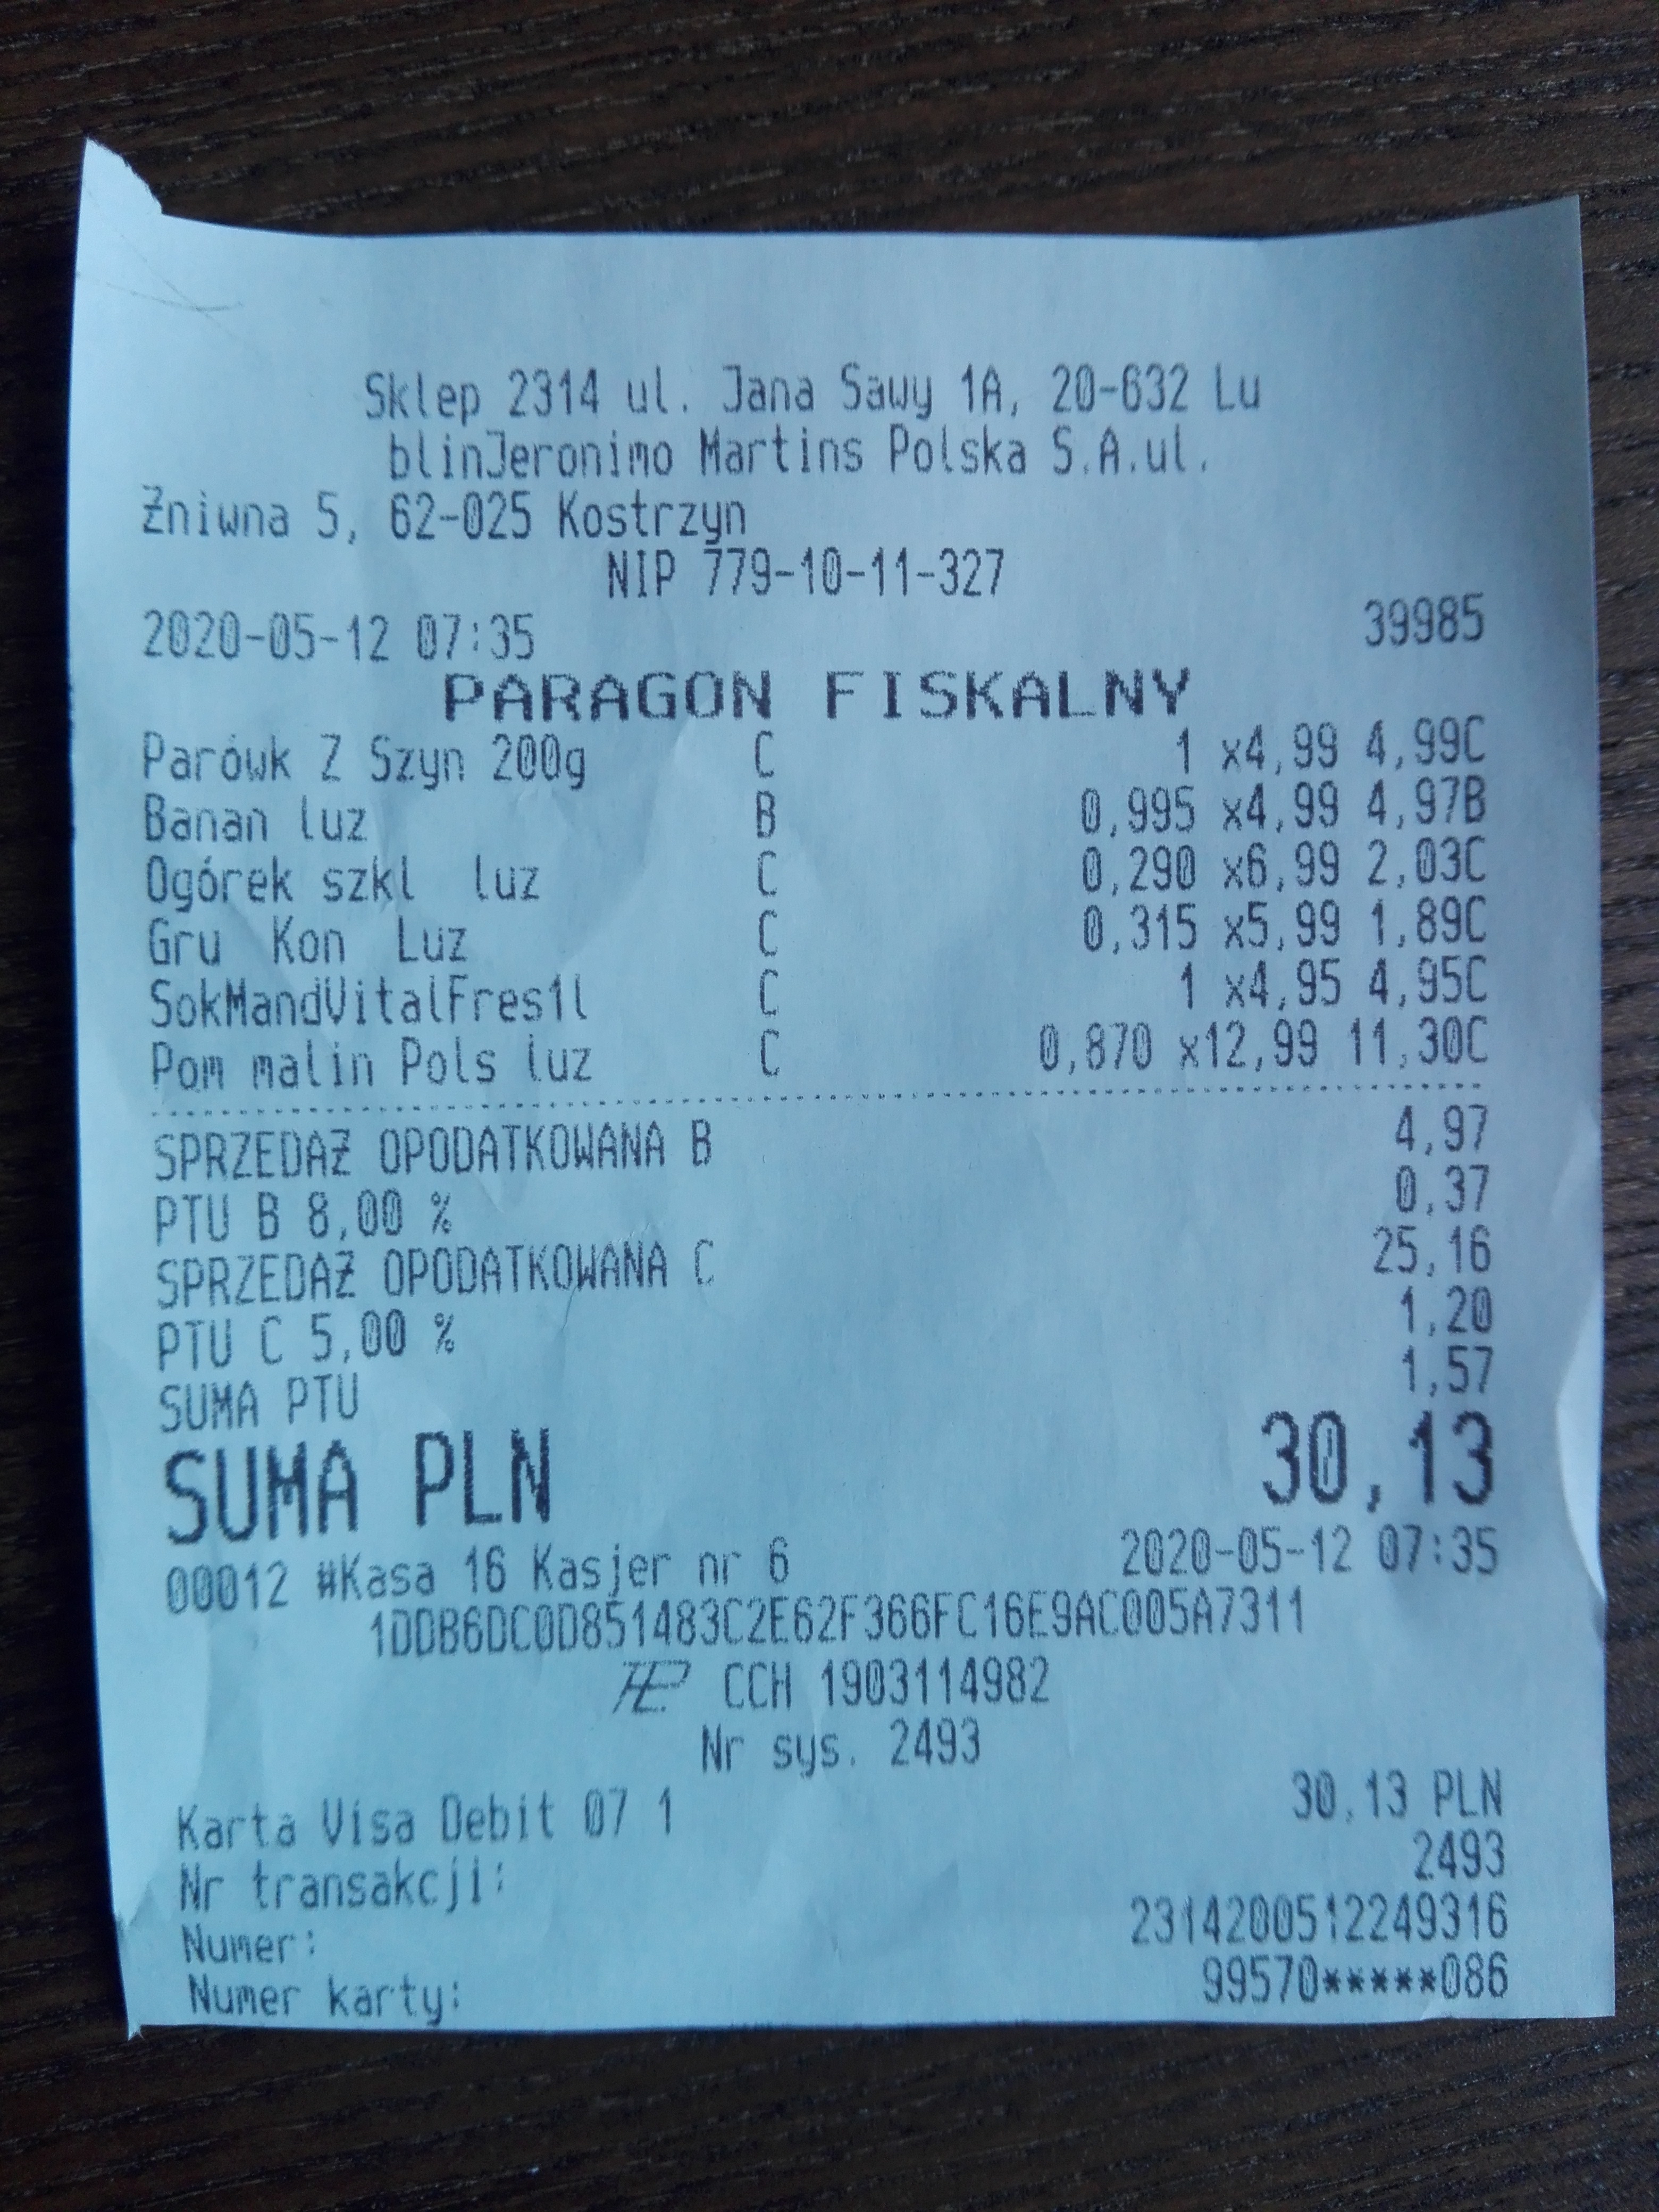 Sklep 2314 ul. Jana Sawy 1A, 20-632 Lu
blinJeronimo Martins Polska S.A.ul.
Żniwna 5, 62-025 Kostrzyn
NIP 779-10-11-327
2020-05-12 07:35 39985
PARAGON FISKALNY
Parówk Z Szyn 200g C 1 x4,99 4,99C
Banan luz B 0,995 x4,99 4,97B
Ogórek szkl luz C 0,290 x6,99 2,03C
Gru Kon Luz C 0,315 x5,99 1,89C
SokMandVitalFres1l C 1 x4,95 4,95C
Pom malin Pols luz C 0,870 x12,99 11,30C
SPRZEDAŻ OPODATKOWANA B 4,97
PTU B 8,00 % 0,37
SPRZEDAŻ OPODATKOWANA C 25,16
PTU C 5,00 % 1,20
SUMA PTU 1,57
SUMA PLN 30,13
00012 #Kasa 16 Kasjer nr 6 2020-05-12 07:35
1DDB6DC0D851483C2E62F366FC16E9AC005A7311
CCH 1903114982
Nr sys. 2493
Karta Visa Debit 07 1 30,13 PLN
Nr transakcji: 2493
Numer: 2314200512249316
Numer karty: 99570*****086